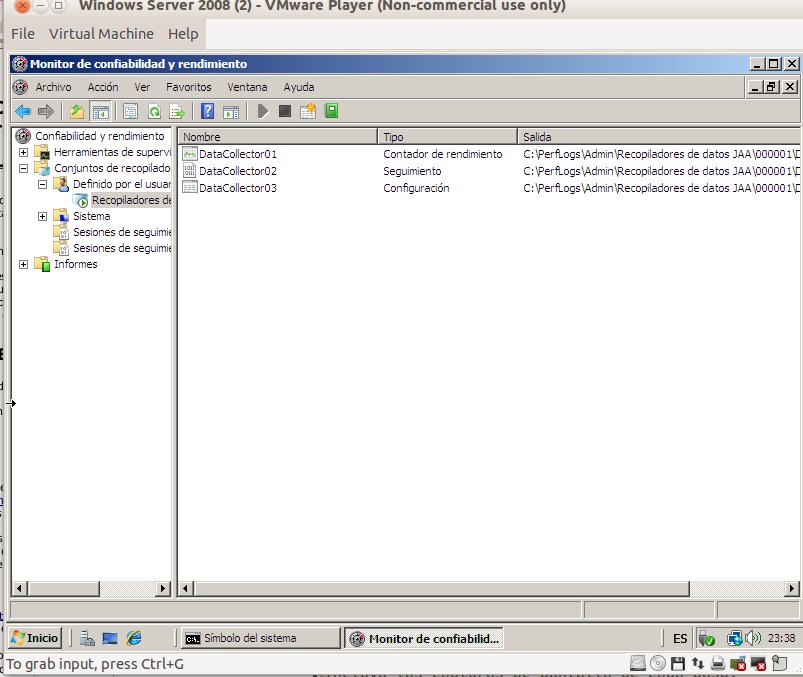 Windows Server 2008 (2) - VMware Player (Non-commercial use only)
File Virtual Machine Help
Monitor de confiabilidad y rendimiento
Archivo Acción Ver Favoritos Ventana Ayuda
Confiabilidad y rendimiento
Herramientas de supervi
Conjuntos de recopilado
Definido por el usuar
Recopiladores de
Sistema
Sesiones de seguimie
Sesiones de seguimie
Informes
Nombre Tipo Salida
DataCollector01 Contador de rendimiento C:\PerfLogs\Admin\Recopiladores de datos JAA\000001\D
DataCollector02 Seguimiento C:\PerfLogs\Admin\Recopiladores de datos JAA\000001\D
DataCollector03 Configuración C:\PerfLogs\Admin\Recopiladores de datos JAA\000001\D
Inicio Símbolo del sistema Monitor de confiabilid... ES 23:38
To grab input, press Ctrl+G